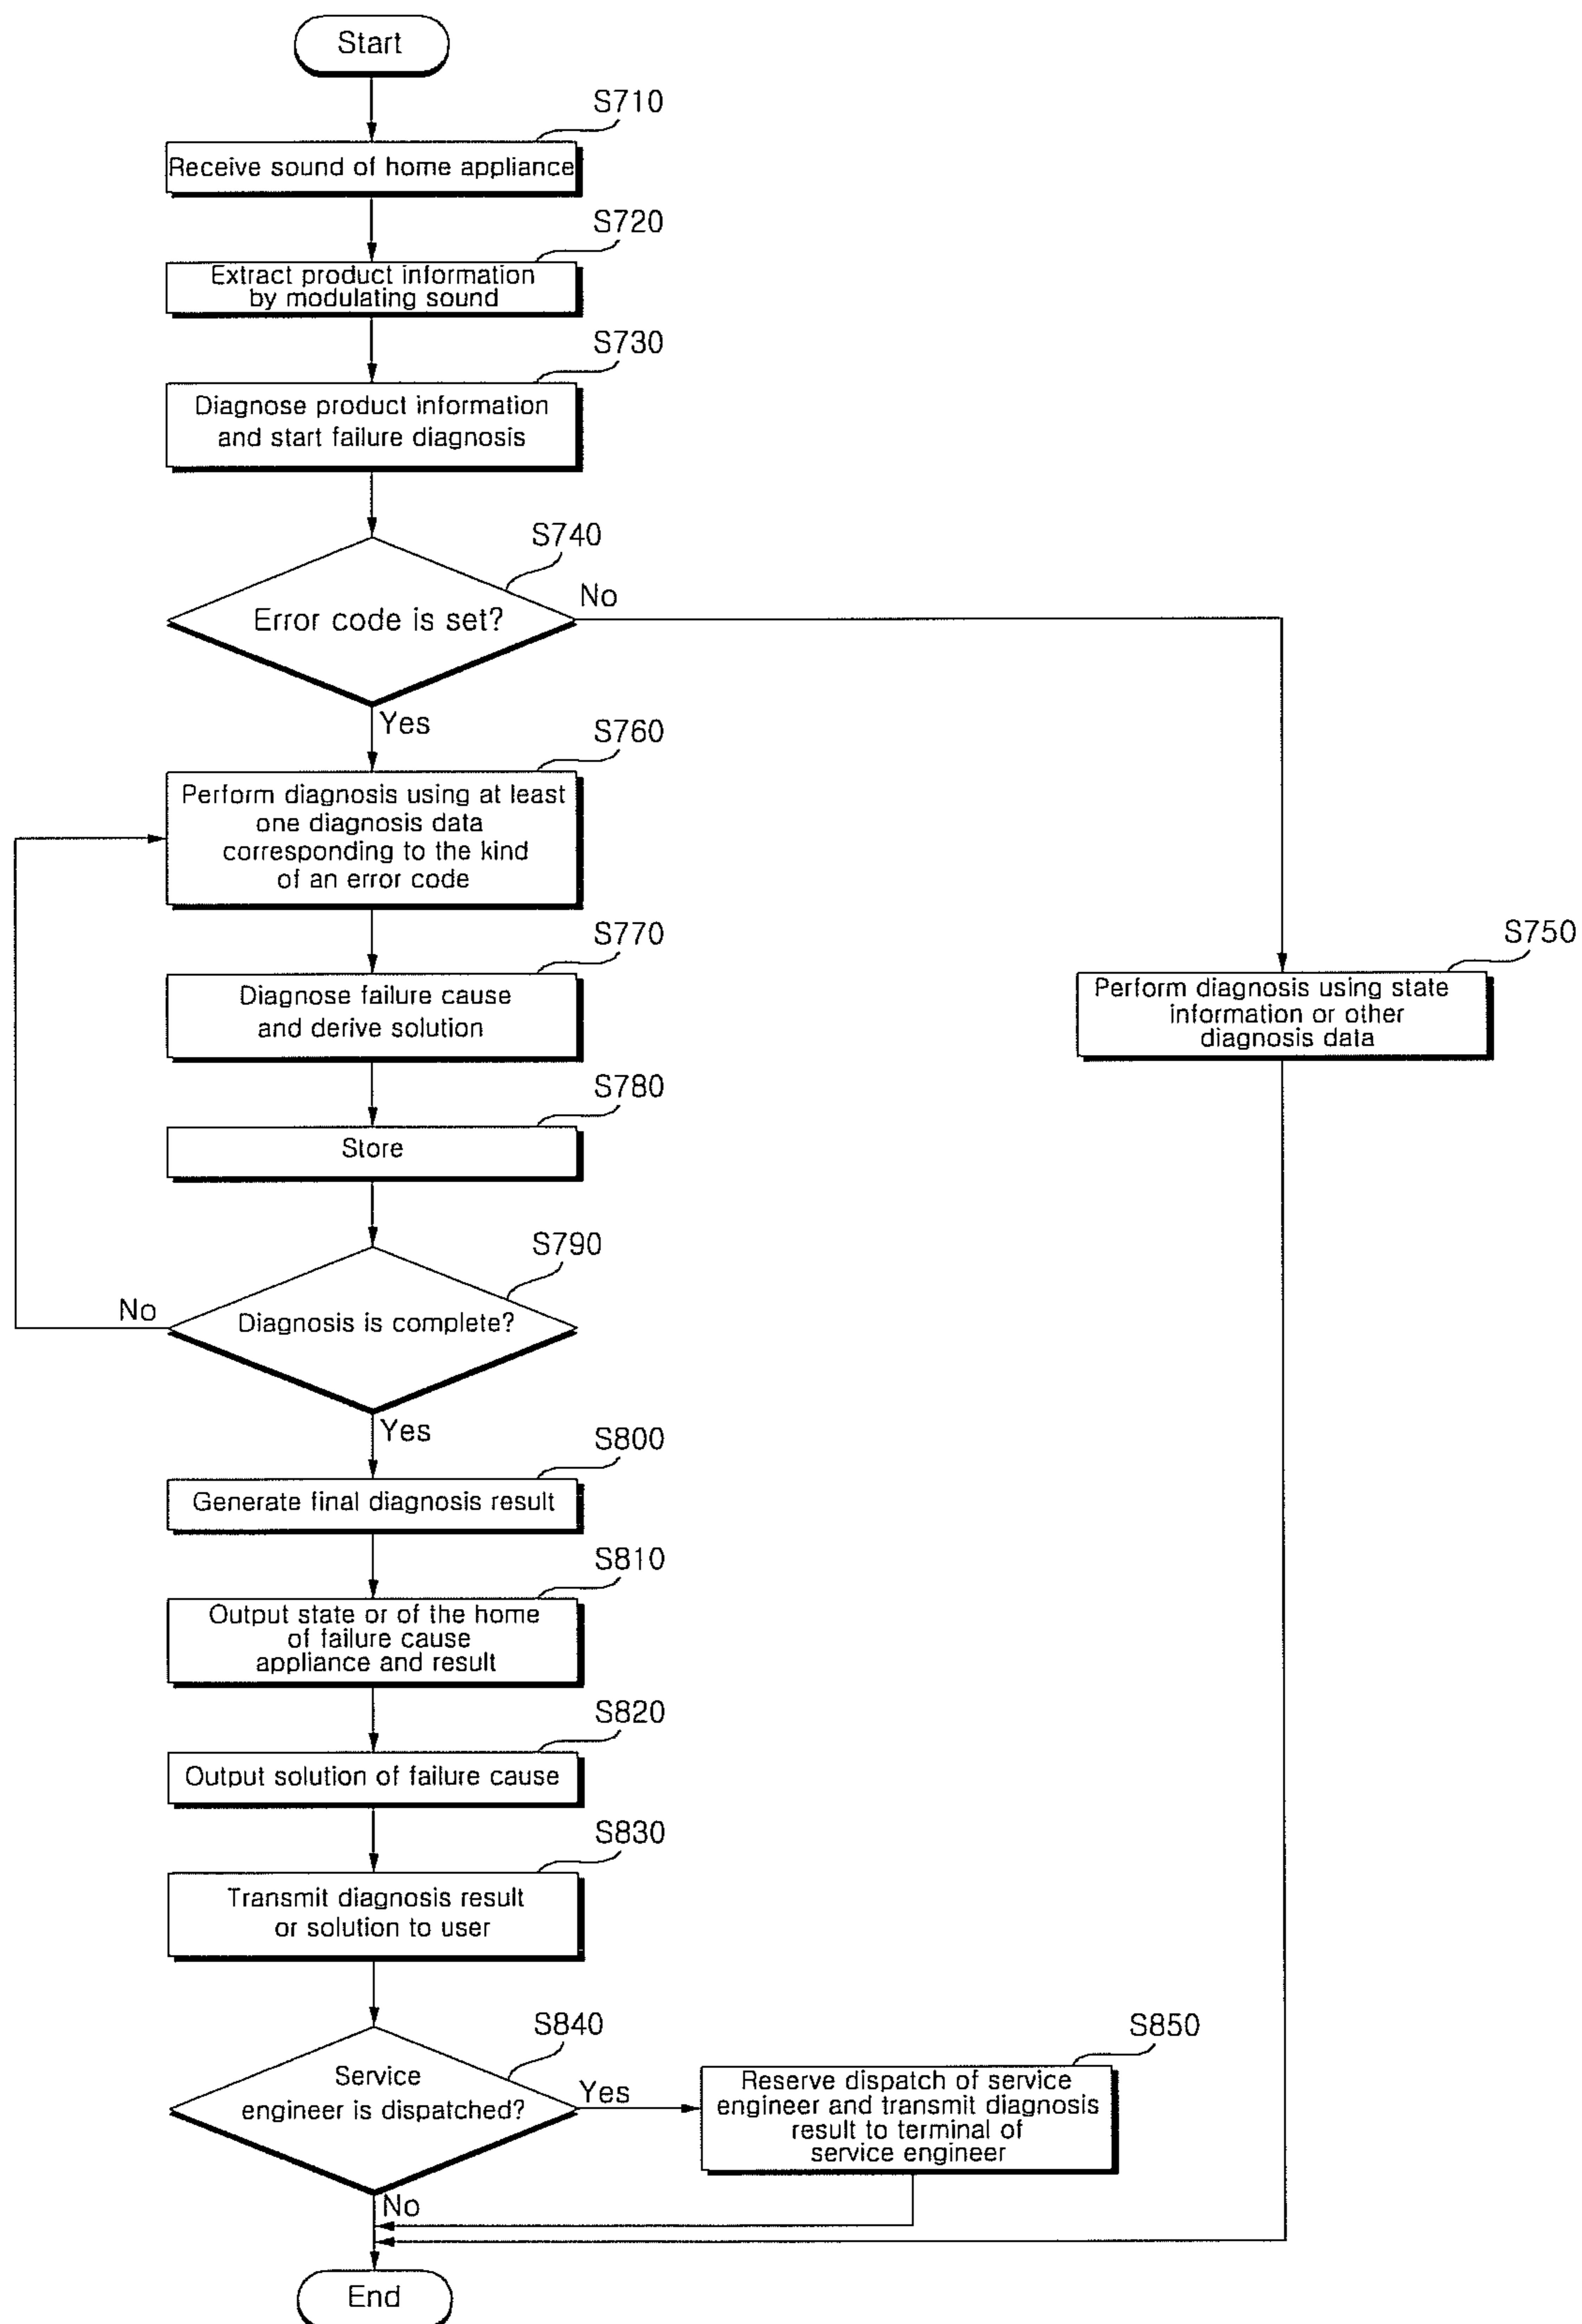 Start
S710
Receive sound of home appliance
S720
Extract product information
by modulating sound
S730
Diagnose product information
and start failure diagnosis
S740
Error code is set?
No
Yes
S760
Perform diagnosis using at least
one diagnosis data
corresponding to the kind
of an error code
S770
Diagnose failure cause
and derive solution
S750
Perform diagnosis using state
information or other
diagnosis data
S780
Store
S790
Diagnosis is complete?
No
Yes
S800
Generate final diagnosis result
S810
Output state or of the home
of failure cause
appliance and result
S820
Output solution of failure cause
S830
Transmit diagnosis result
or solution to user
S840
Service
engineer is dispatched?
Yes
S850
Reserve dispatch of service
engineer and transmit diagnosis
result to terminal of
service engineer
No
End